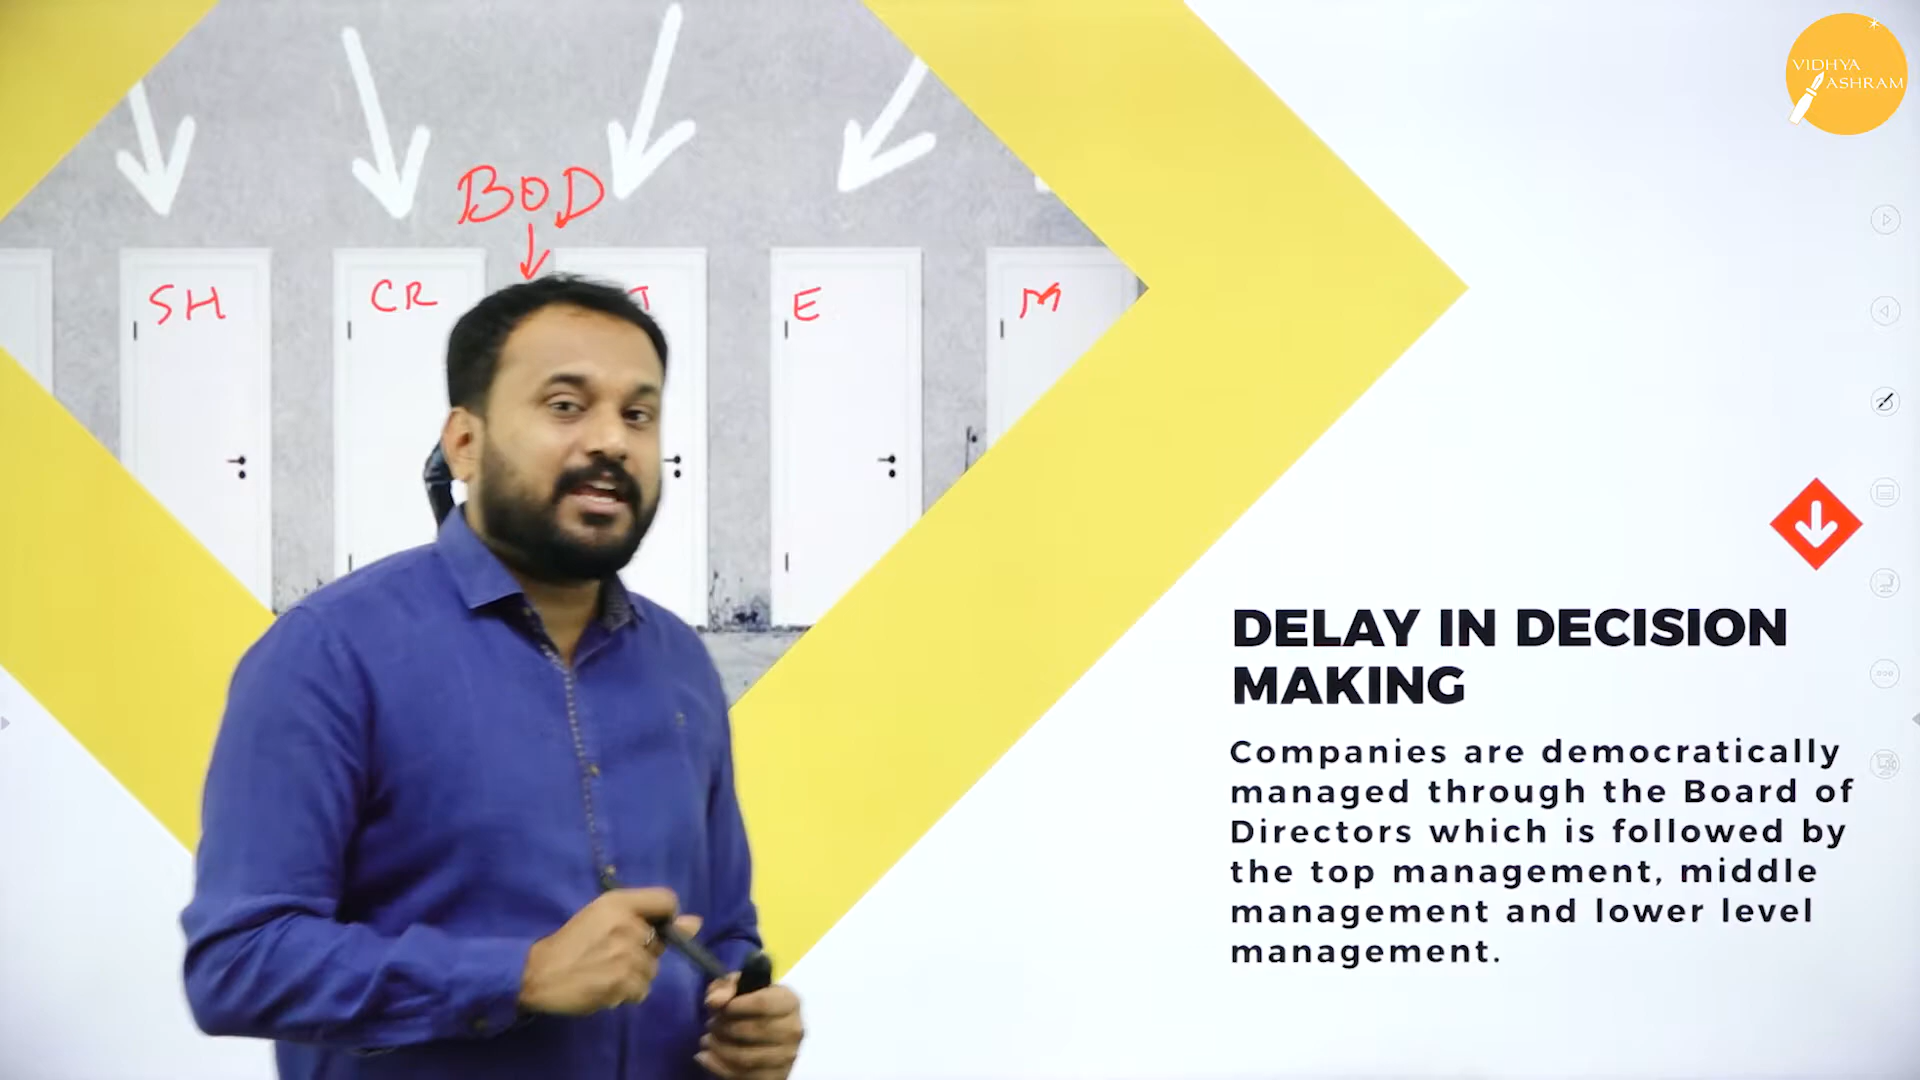 VIDHYA
ASHRAM
BOD
SH
CR
E
M
DELAY IN DECISION
MAKING
Companies are democratically
managed through the Board of
Directors which is followed by
the top management, middle
management and lower level
management.